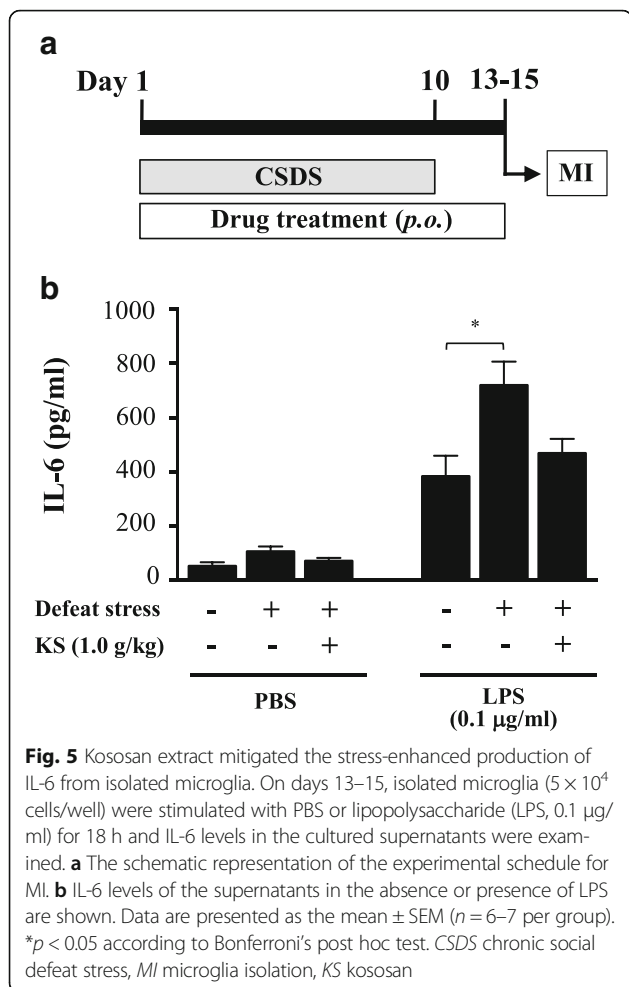 a
Day 1 10 13-15
CSDS
MI
Drug treatment (p.o.)
b
1000
800
600
400
200
0
IL-6 (pg/ml)
*
Defeat stress - + + - + +
KS (1.0 g/kg) - - + - - +
PBS LPS
(0.1 μg/ml)
Fig. 5 Kososan extract mitigated the stress-enhanced production of
IL-6 from isolated microglia. On days 13–15, isolated microglia (5 × 10⁴
cells/well) were stimulated with PBS or lipopolysaccharide (LPS, 0.1 μg/
ml) for 18 h and IL-6 levels in the cultured supernatants were exam-
ined. a The schematic representation of the experimental schedule for
MI. b IL-6 levels of the supernatants in the absence or presence of LPS
are shown. Data are presented as the mean ± SEM (n = 6–7 per group).
*p < 0.05 according to Bonferroni's post hoc test. CSDS chronic social
defeat stress, MI microglia isolation, KS kososan